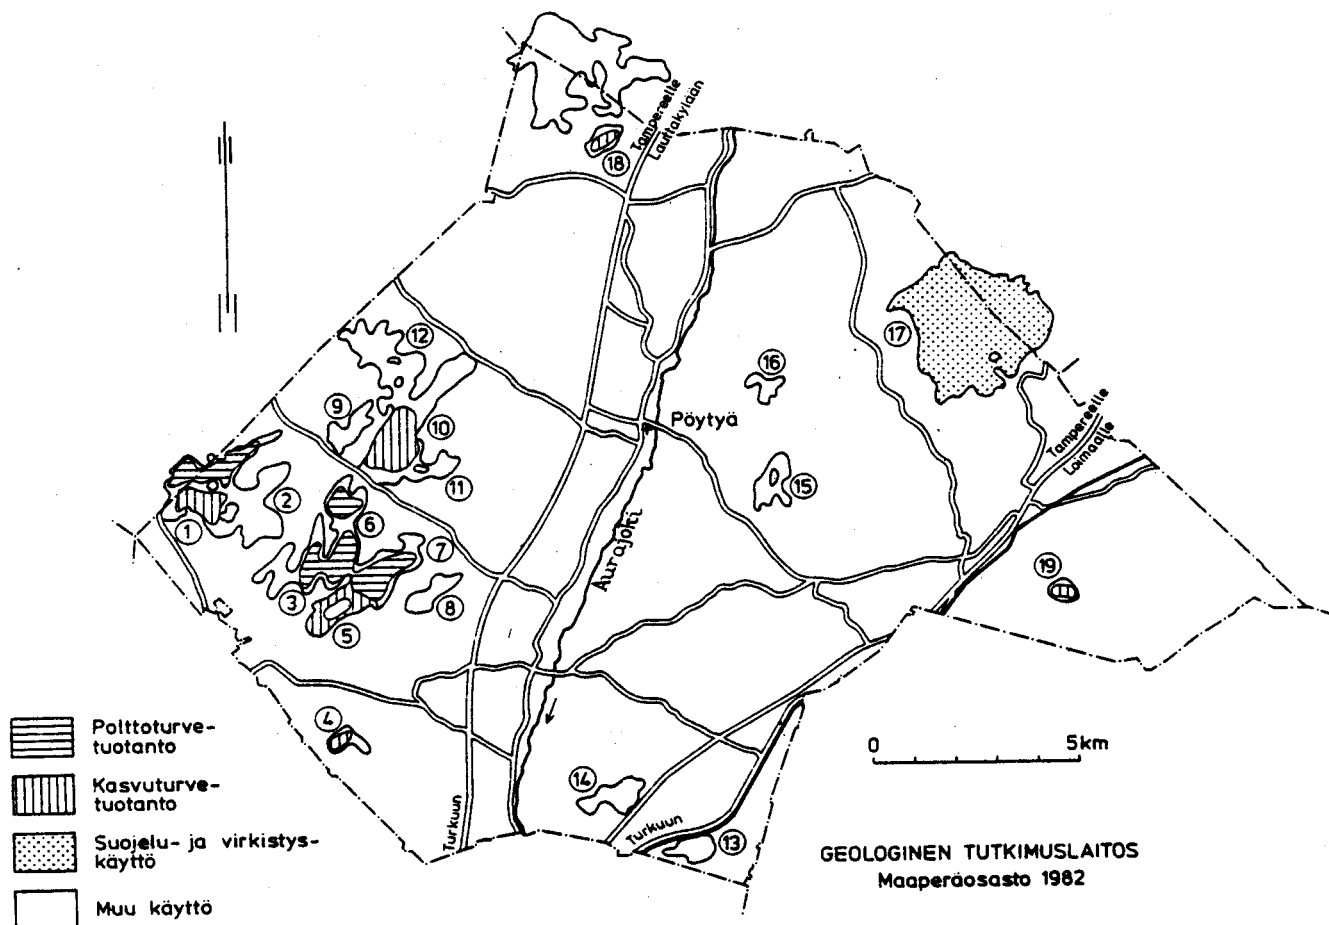 Tampereelle
Lauttakylään
18
12
17
16
9
10
Pöytyä
Tampereelle
Loimaalle
11
15
2
1
6
7
Aurajoki
19
3
8
5
4
Polttoturve-
tuotanto
0 5km
Kasvuturve-
tuotanto
14
Turkuun
Turkuun
13
Suojelu- ja virkistys-
käyttö
GEOLOGINEN TUTKIMUSLAITOS
Maaperäosasto 1982
Muu käyttö